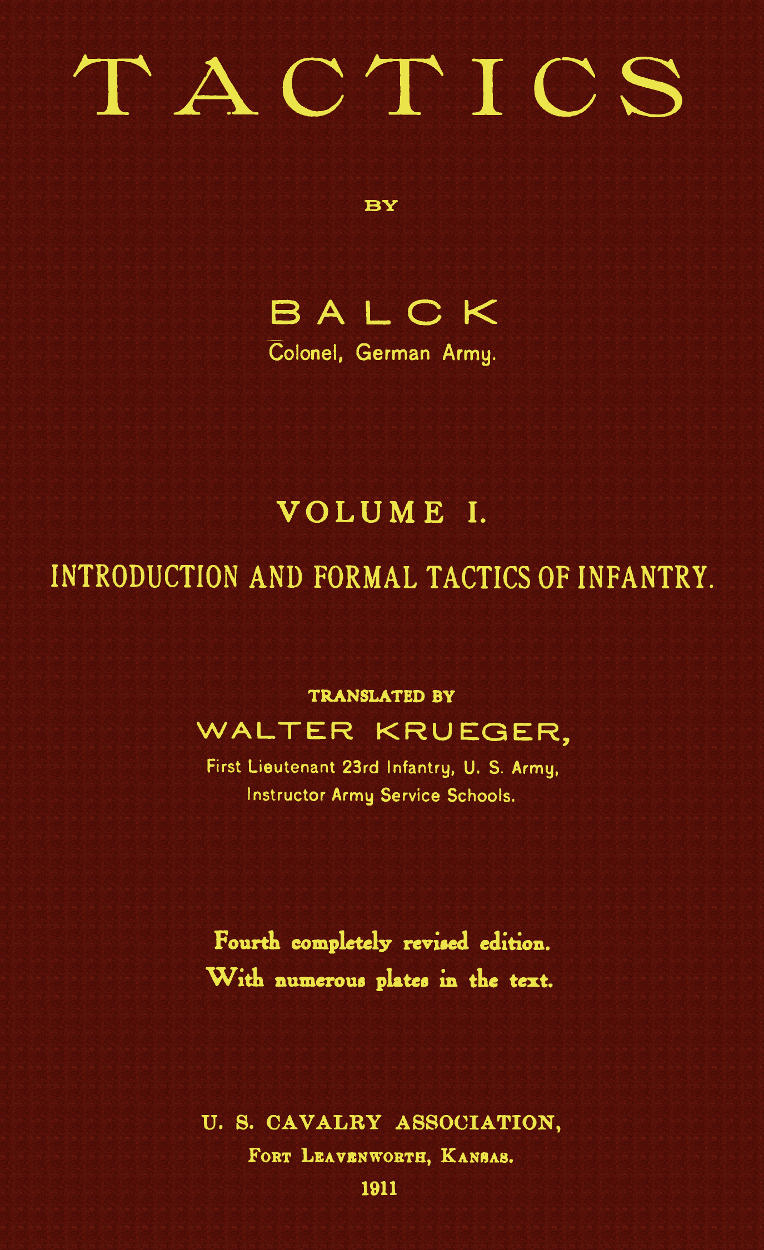 TACTICS
BY
BALCK
Colonel, German Army.
VOLUME I.
INTRODUCTION AND FORMAL TACTICS OF INFANTRY.
TRANSLATED BY
WALTER KRUEGER,
First Lieutenant 23rd Infantry, U. S. Army,
Instructor Army Service Schools.
Fourth completely revised edition.
With numerous plates in the text.
U. S. CAVALRY ASSOCIATION,
Fort Leavenworth, Kansas.
1911